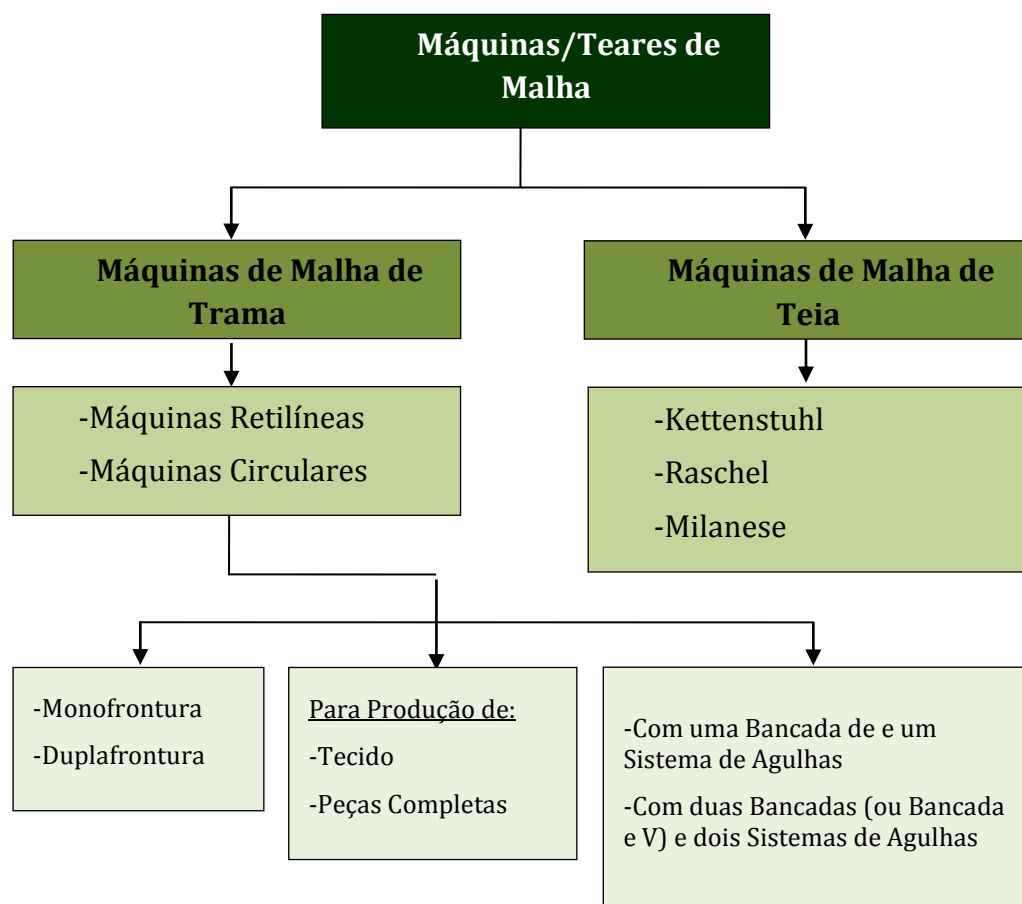 Máquinas/Teares de
Malha
Máquinas de Malha de
Trama
Máquinas de Malha de
Teia
-Máquinas Retilíneas
-Máquinas Circulares
-Kettenstuhl
-Raschel
-Milanese
-Monofrontura
-Duplafrontura
Para Produção de:
-Tecido
-Peças Completas
-Com uma Bancada de e um
Sistema de Agulhas
-Com duas Bancadas (ou Bancada
e V) e dois Sistemas de Agulhas